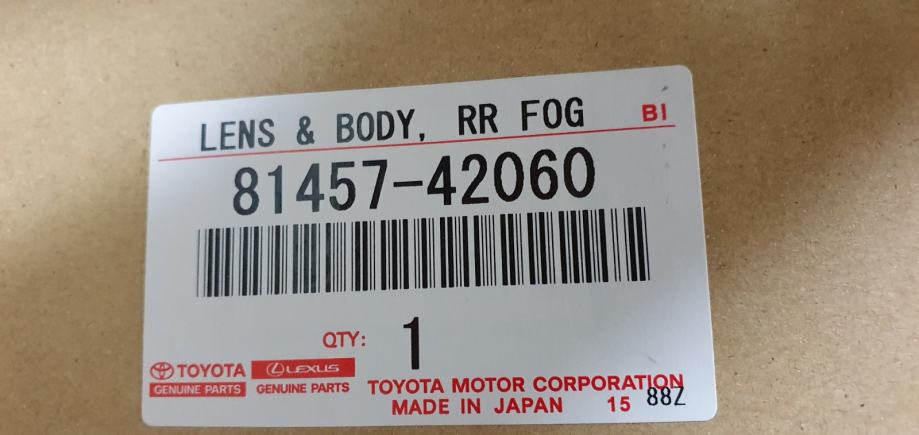 LENS & BODY, RR FOG BI
81457-42060
QTY: 1
TOYOTA LEXUS
GENUINE PARTS GENUINE PARTS
TOYOTA MOTOR CORPORATION
MADE IN JAPAN 15 88Z